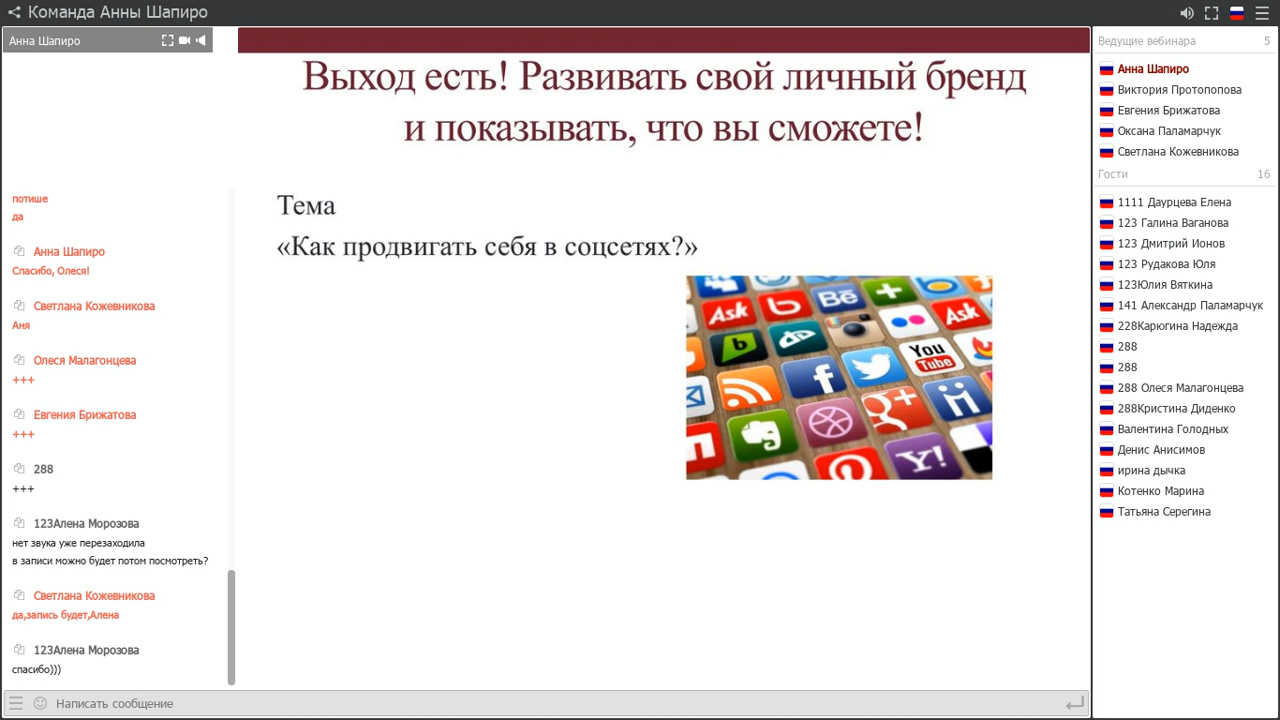 Команда Анны Шапиро
Анна Шапиро
потише
да
Анна Шапиро
Спасибо, Олеся!
Светлана Кожевникова
Аня
Олеся Малагонцева
+++
Евгения Брижатова
+++
288
+++
123Алена Морозова
нет звука уже перезаходила
в записи можно будет потом посмотреть?
Светлана Кожевникова
да,запись будет,Алена
123Алена Морозова
спасибо)))
Написать сообщение
Выход есть! Развивать свой личный бренд
и показывать, что вы сможете!
Тема
«Как продвигать себя в соцсетях?»
Ask
Bē
Ask
You
Tube
g+
Y!
Ведущие вебинара 5
Анна Шапиро
Виктория Протопопова
Евгения Брижатова
Оксана Паламарчук
Светлана Кожевникова
Гости 16
1111 Даурцева Елена
123 Галина Ваганова
123 Дмитрий Ионов
123 Рудакова Юля
123Юлия Вяткина
141 Александр Паламарчук
228Карюгина Надежда
288
288
288 Олеся Малагонцева
288Кристина Диденко
Валентина Голодных
Денис Анисимов
ирина дычка
Котенко Марина
Татьяна Серегина